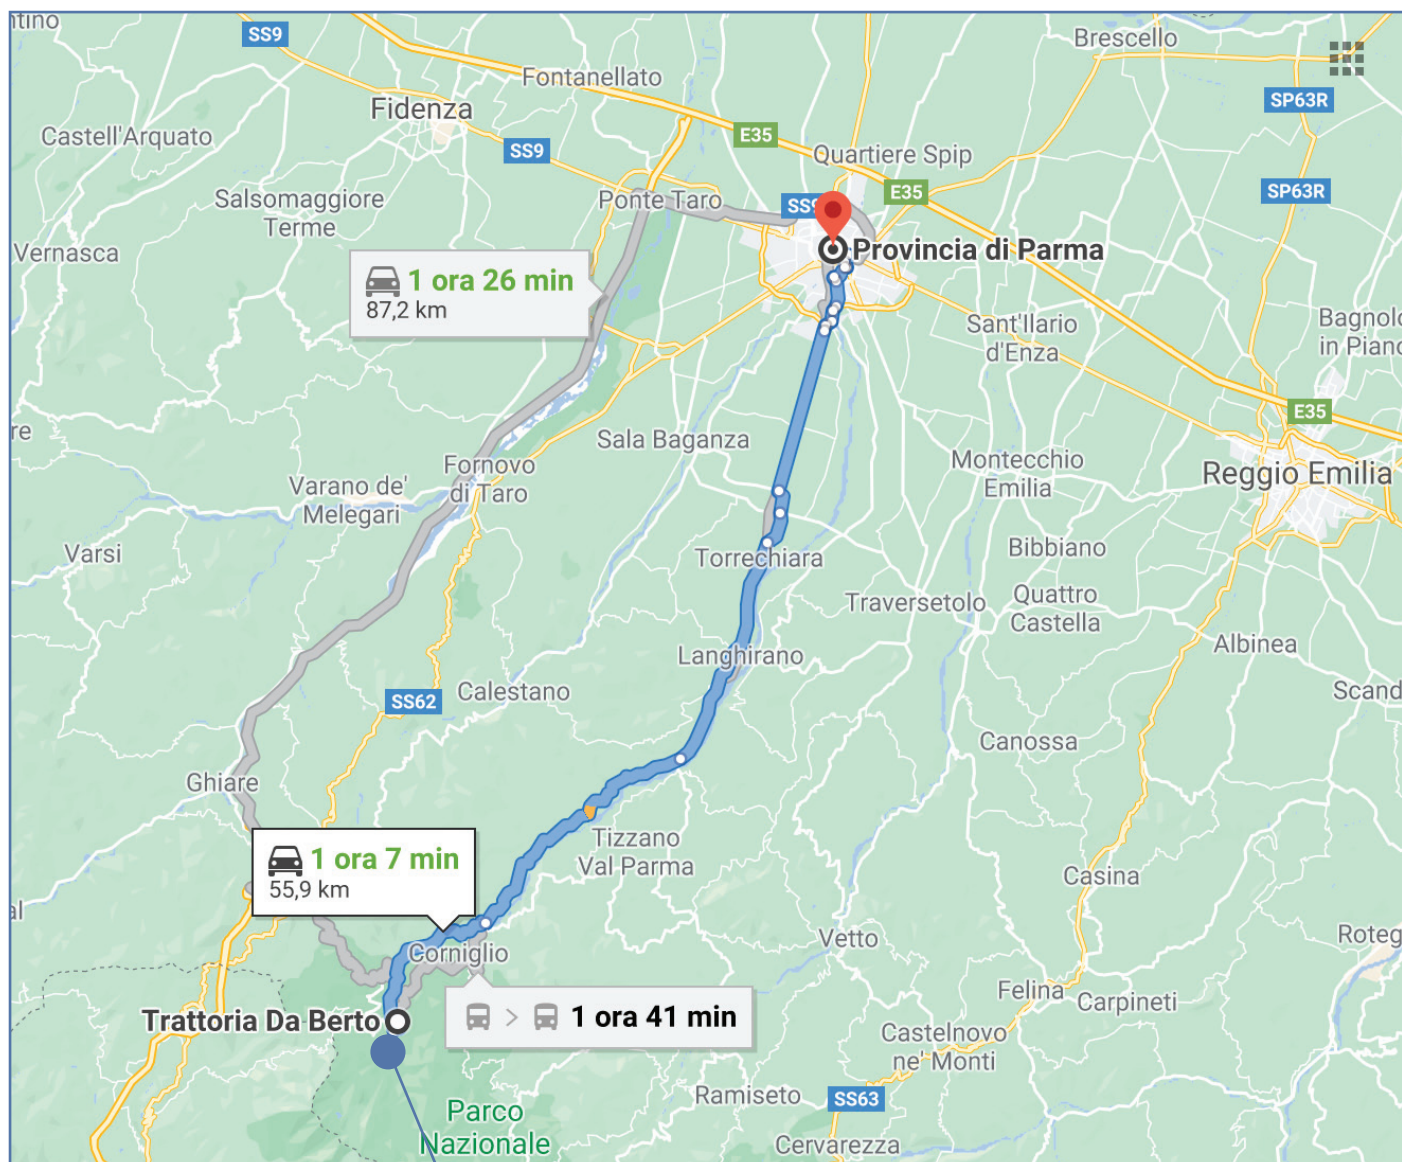 SS9
Brescello
Fontanellato
Fidenza
SP63R
Castell'Arquato
E35
SS9
Quartiere Spip
Salsomaggiore
Terme
Ponte Taro
E35
SP63R
Vernasca
Provincia di Parma
1 ora 26 min
87,2 km
Sant'Ilario
d'Enza
E35
Sala Baganza
Fornovo
di Taro
Montecchio
Emilia
Reggio Emilia
Varano de'
Melegari
Varsi
Torrechiara
Bibbiano
Traversetolo
Quattro
Castella
Albinea
Langhirano
Calestano
SS62
Canossa
Ghiare
Tizzano
Val Parma
1 ora 7 min
55,9 km
Casina
Vetto
Corniglio
Felina
Carpineti
1 ora 41 min
Trattoria Da Berto
Castelnovo
ne' Monti
Ramiseto
SS63
Parco
Nazionale
Cervarezza